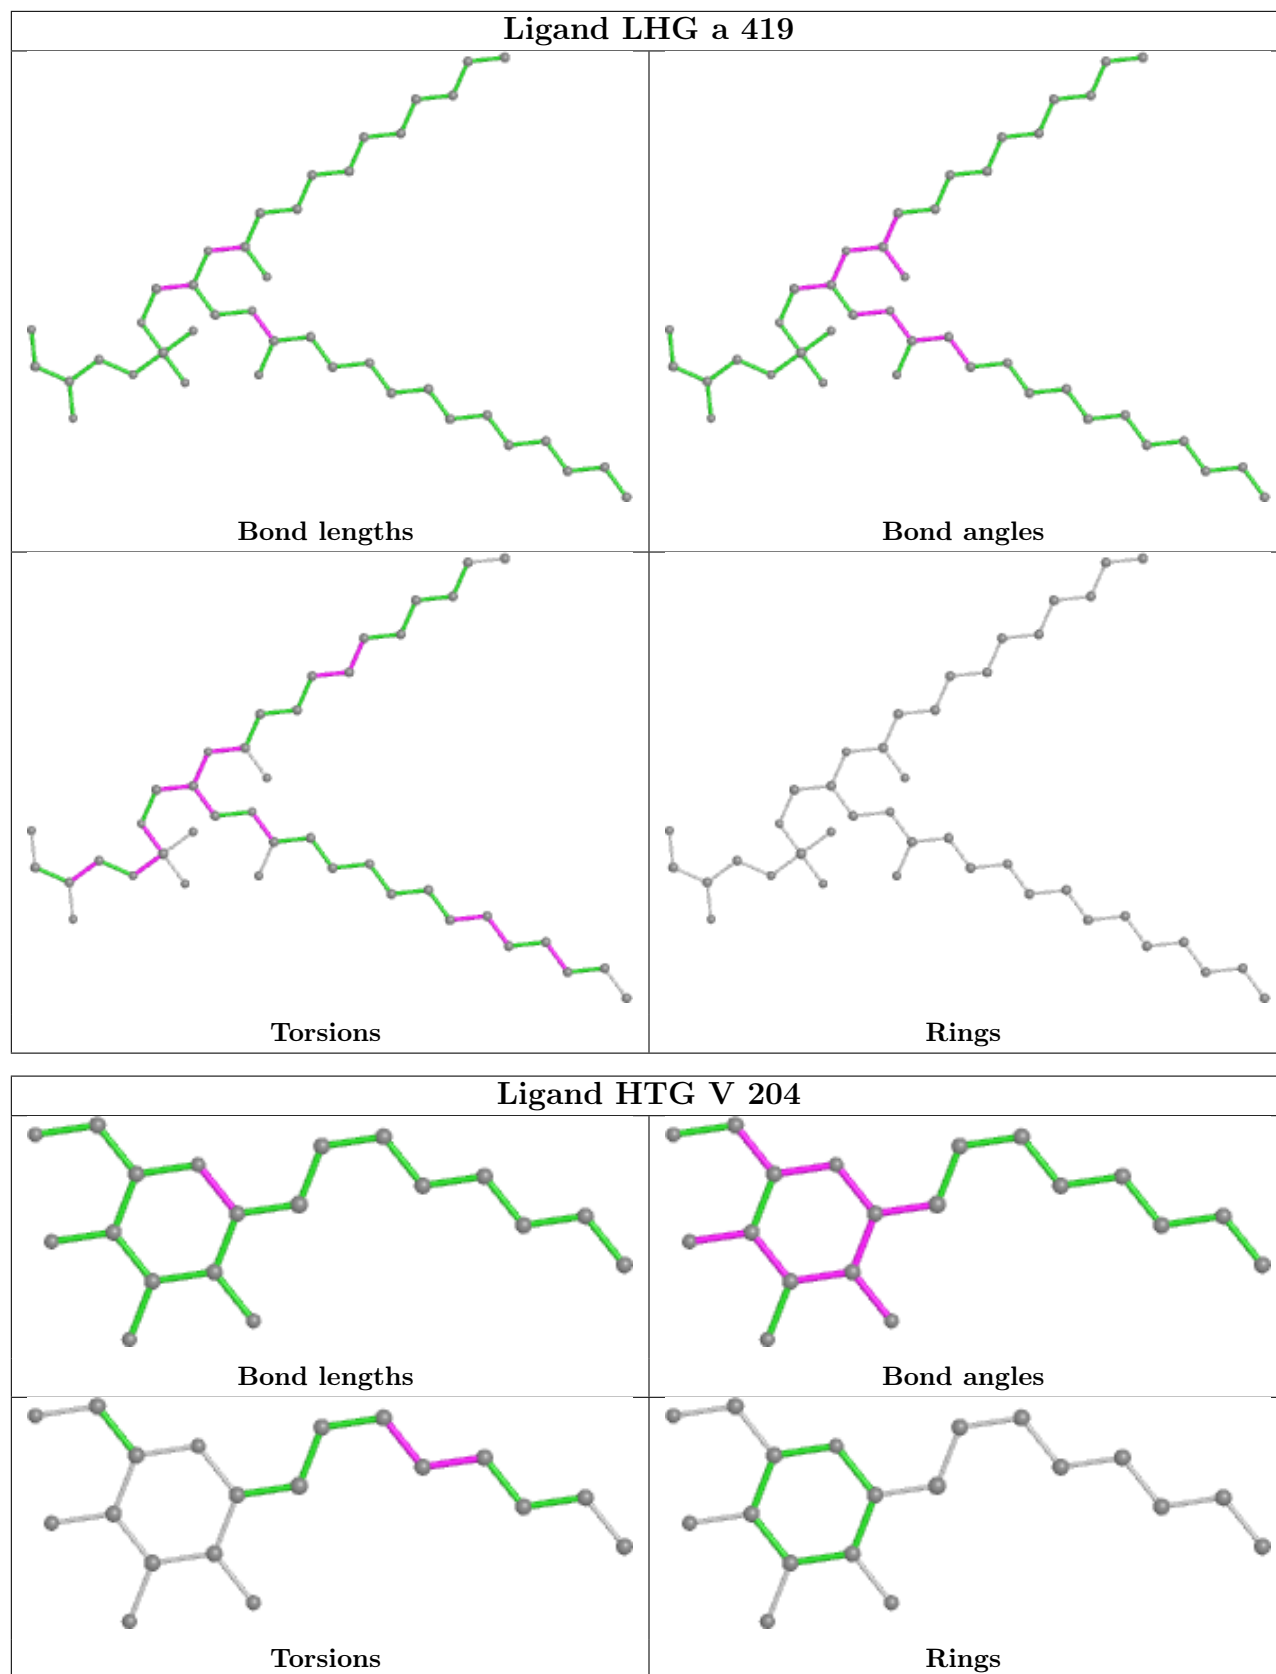 Ligand LHG a 419
Bond lengths
Bond angles
Torsions
Rings
Ligand HTG V 204
Bond lengths
Bond angles
Torsions
Rings